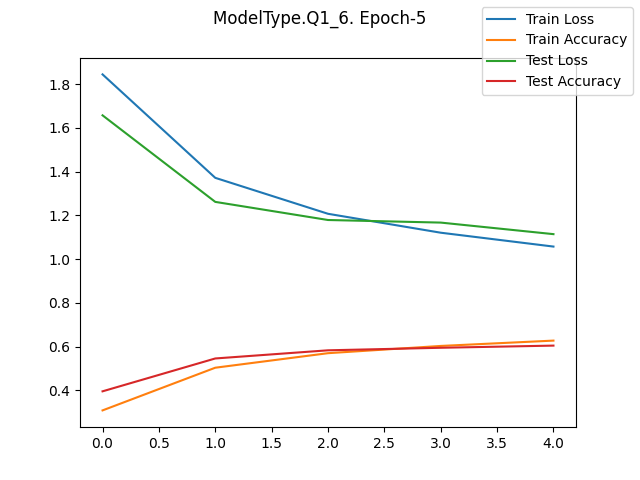 ModelType.Q1_6. Epoch-5
Train Loss
Train Accuracy
Test Loss
Test Accuracy
1.8
1.6
1.4
1.2
1.0
0.8
0.6
0.4
0.0 0.5 1.0 1.5 2.0 2.5 3.0 3.5 4.0